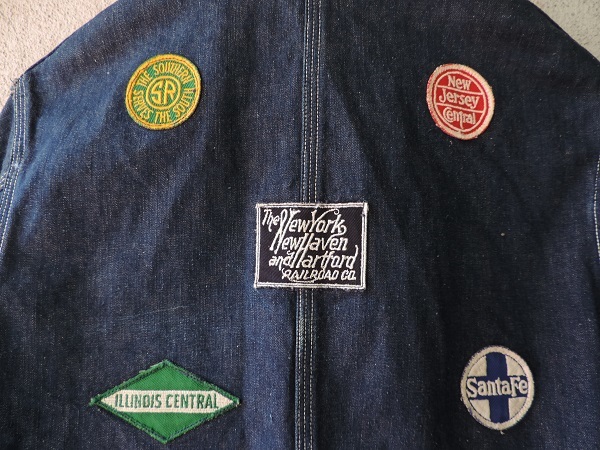 THE SOUTHERN
SERVES THE SOUTH
SR
New
Jersey
Central
The New York
New Haven
and Hartford
RAILROAD CO.
ILLINOIS CENTRAL
Santa Fe